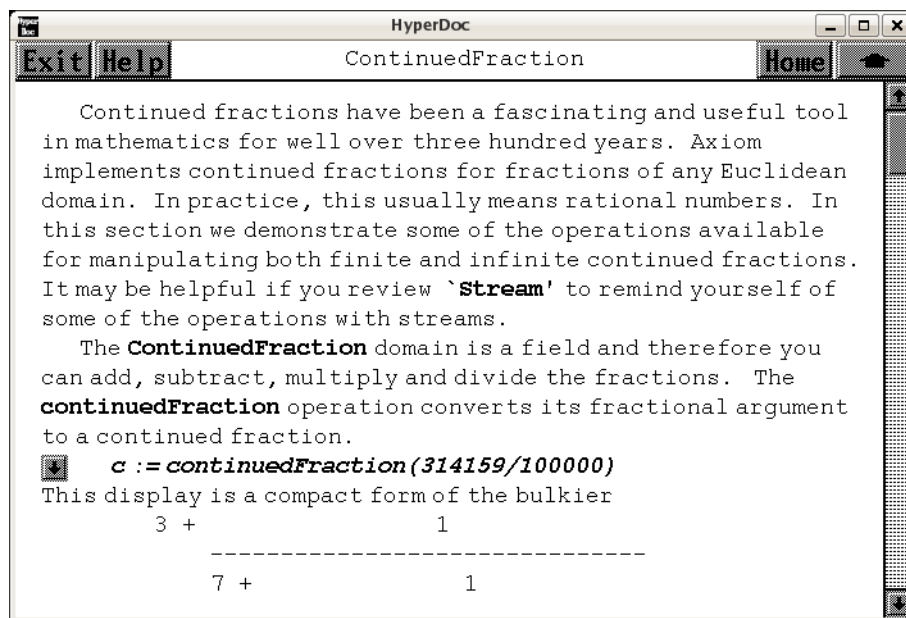 Hyper Doc HyperDoc
Exit Help ContinuedFraction Home
Continued fractions have been a fascinating and useful tool
in mathematics for well over three hundred years. Axiom
implements continued fractions for fractions of any Euclidean
domain. In practice, this usually means rational numbers. In
this section we demonstrate some of the operations available
for manipulating both finite and infinite continued fractions.
It may be helpful if you review `Stream' to remind yourself of
some of the operations with streams.
The ContinuedFraction domain is a field and therefore you
can add, subtract, multiply and divide the fractions. The
continuedFraction operation converts its fractional argument
to a continued fraction.
c := continuedFraction(314159/100000)
This display is a compact form of the bulkier
3 + 1
-------------------------------
7 + 1